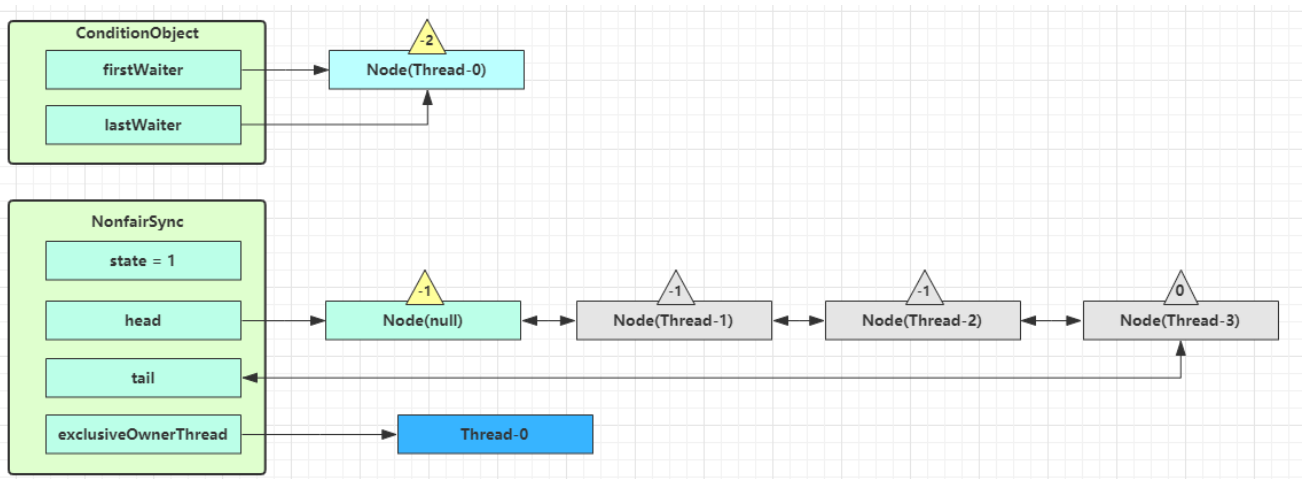 ConditionObject
-2
firstWaiter
Node(Thread-0)
lastWaiter
NonfairSync
state = 1
-1
-1
-1
0
head
Node(null)
Node(Thread-1)
Node(Thread-2)
Node(Thread-3)
tail
exclusiveOwnerThread
Thread-0